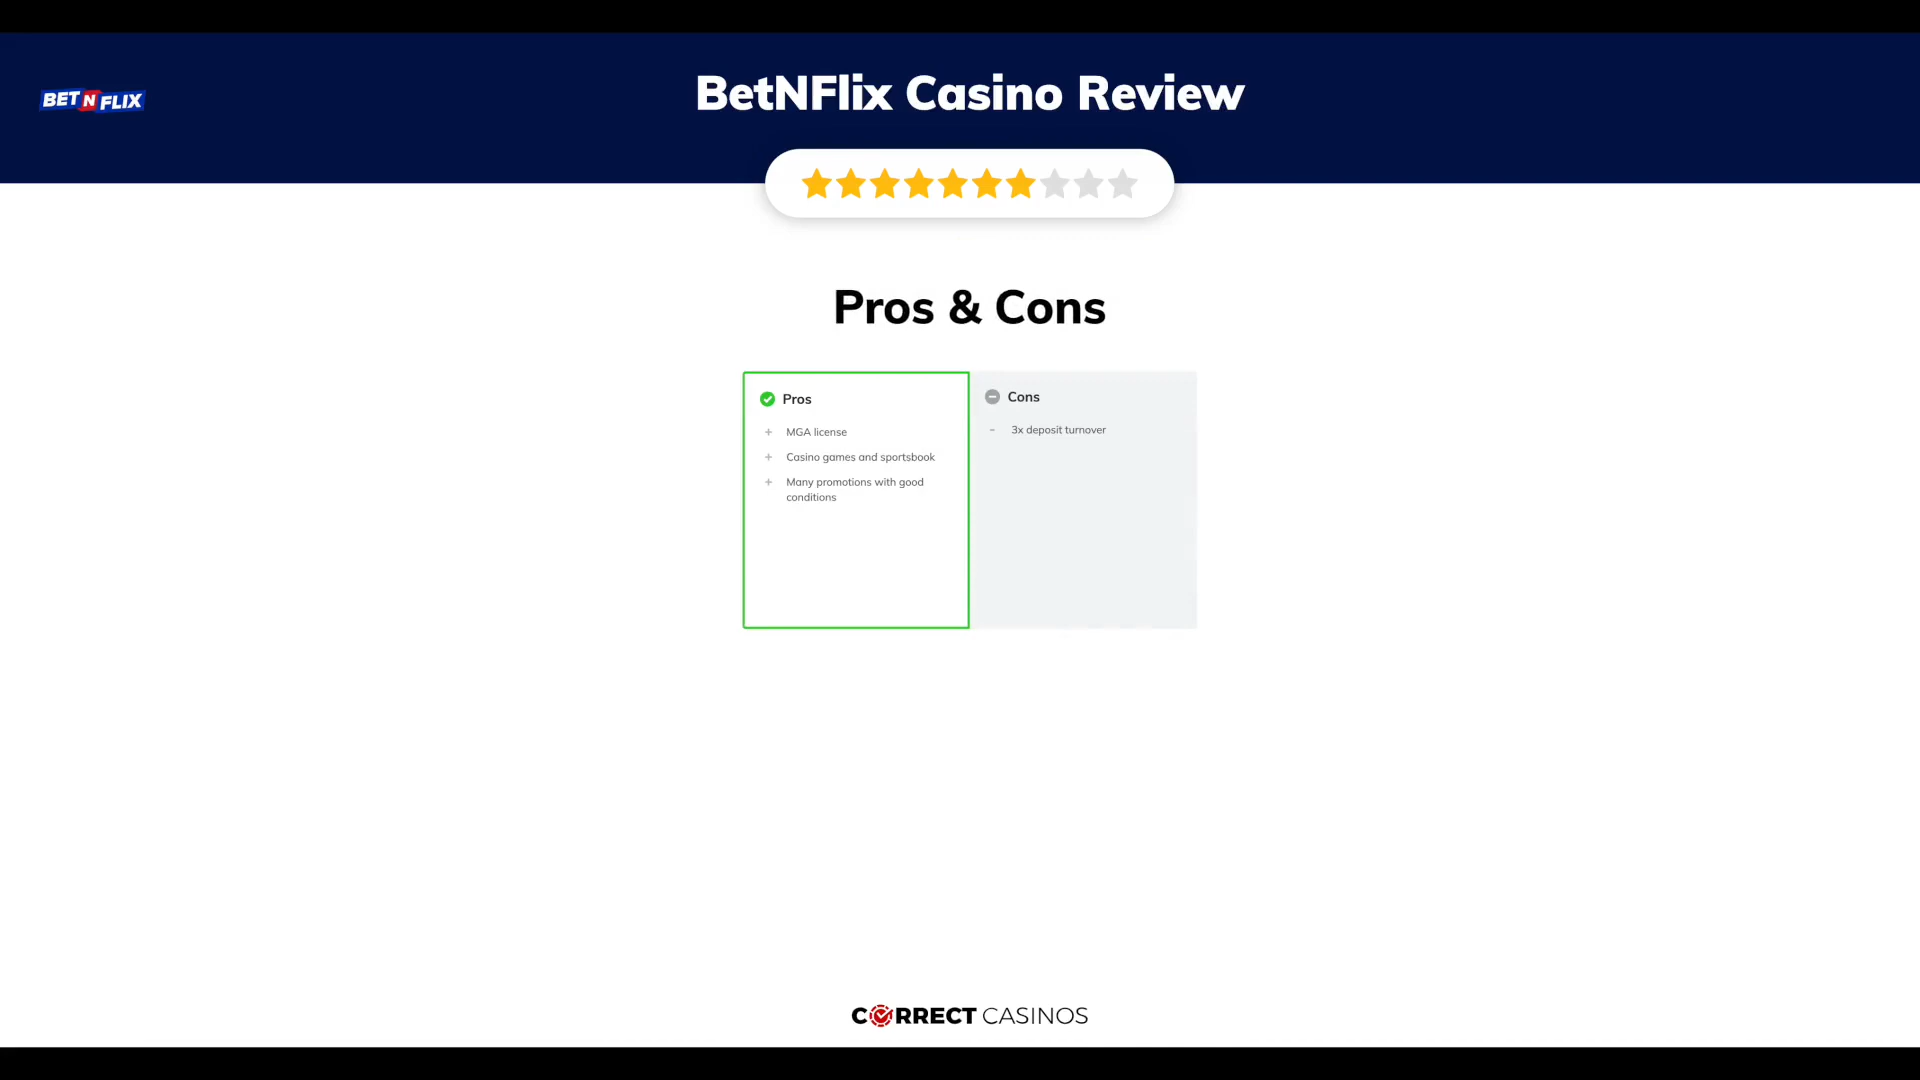 BetNFlix Casino Review
BET N FLIX
Pros & Cons
Pros
+ MGA license
+ Casino games and sportsbook
+ Many promotions with good
conditions
Cons
- 3x deposit turnover
CORRECT CASINOS